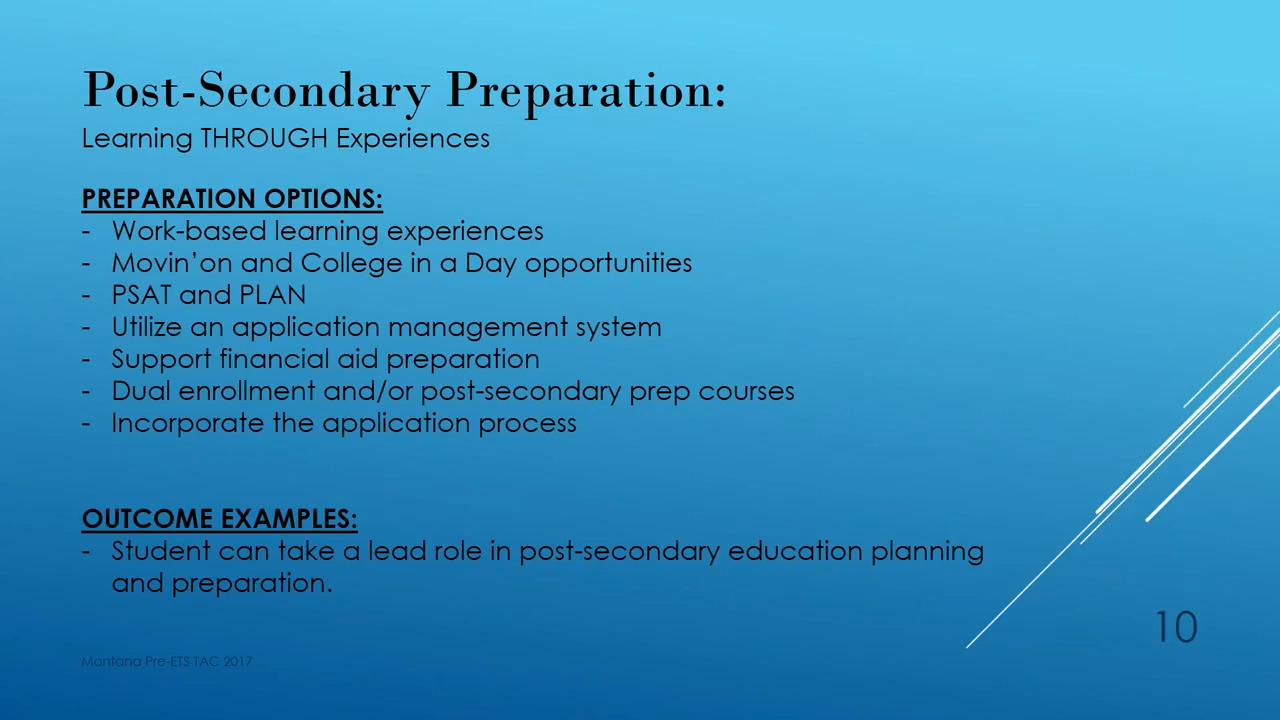 Post-Secondary Preparation:
Learning THROUGH Experiences
PREPARATION OPTIONS:
- Work-based learning experiences
- Movin’on and College in a Day opportunities
- PSAT and PLAN
- Utilize an application management system
- Support financial aid preparation
- Dual enrollment and/or post-secondary prep courses
- Incorporate the application process
OUTCOME EXAMPLES:
- Student can take a lead role in post-secondary education planning
and preparation.
10
Montana Pre-ETS TAC 2017